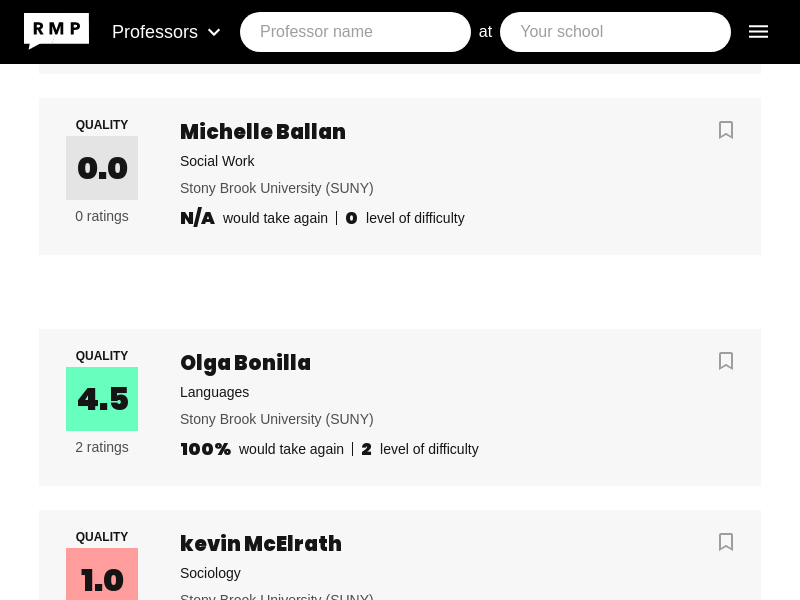 RMP Professors Professor name at Your school
QUALITY
0.0
0 ratings
Michelle Ballan
Social Work
Stony Brook University (SUNY)
N/A would take again 0 level of difficulty
QUALITY
4.5
2 ratings
Olga Bonilla
Languages
Stony Brook University (SUNY)
100% would take again 2 level of difficulty
QUALITY
1.0
kevin McElrath
Sociology
Stony Brook University (SUNY)